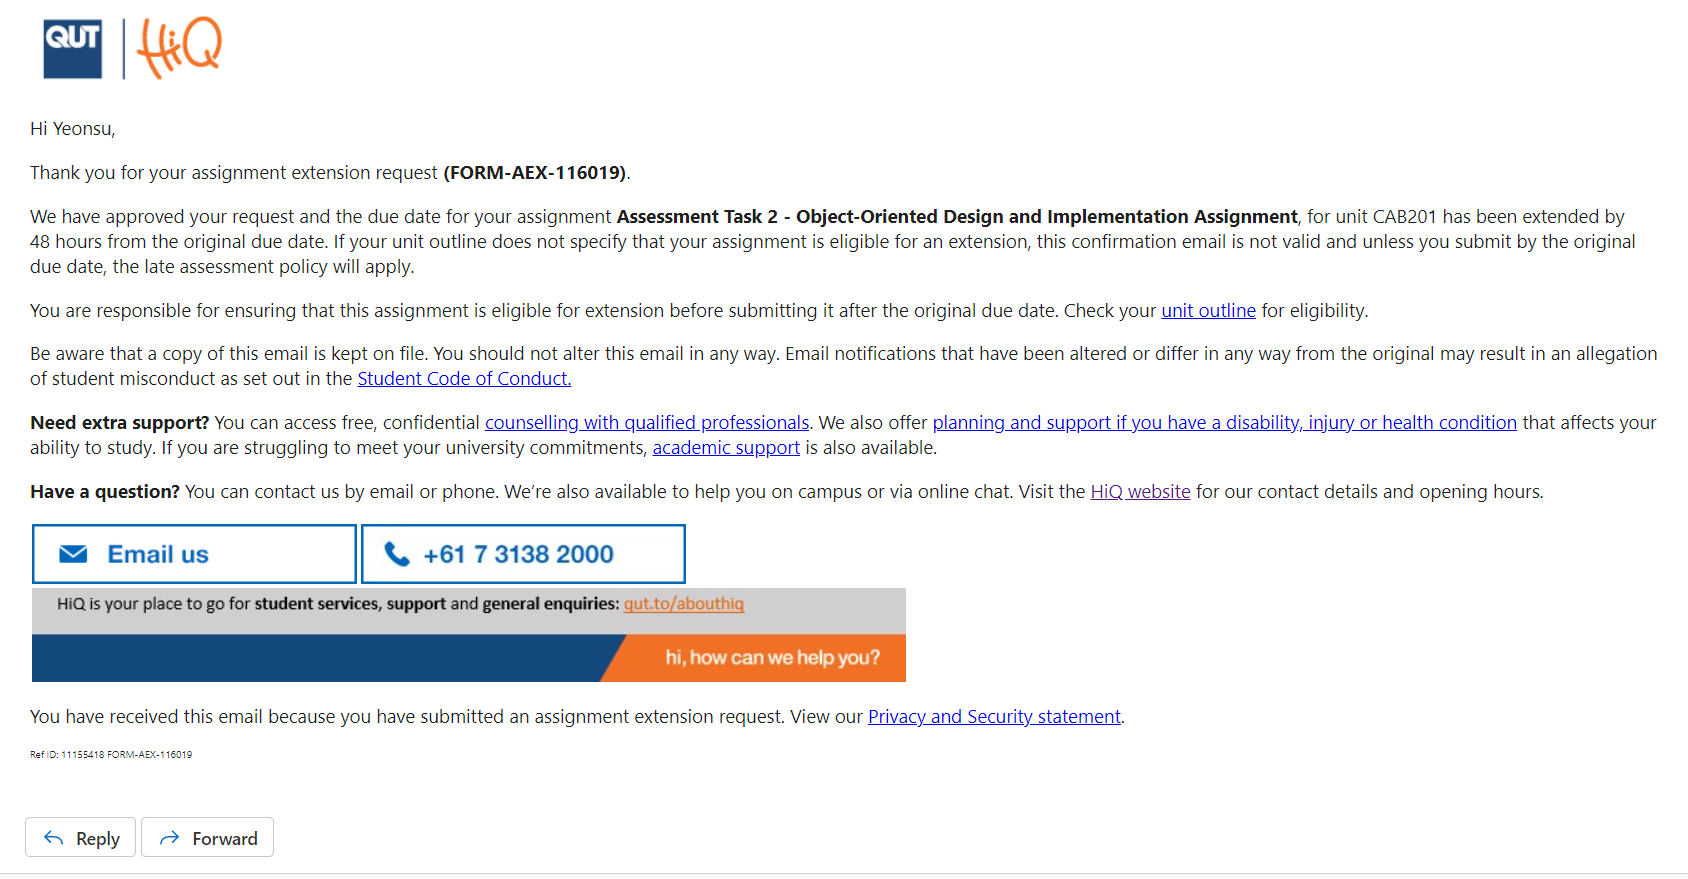 QUT HiQ
Hi Yeonsu,
Thank you for your assignment extension request (FORM-AEX-116019).
We have approved your request and the due date for your assignment Assessment Task 2 - Object-Oriented Design and Implementation Assignment, for unit CAB201 has been extended by
48 hours from the original due date. If your unit outline does not specify that your assignment is eligible for an extension, this confirmation email is not valid and unless you submit by the original
due date, the late assessment policy will apply.
You are responsible for ensuring that this assignment is eligible for extension before submitting it after the original due date. Check your unit outline for eligibility.
Be aware that a copy of this email is kept on file. You should not alter this email in any way. Email notifications that have been altered or differ in any way from the original may result in an allegation
of student misconduct as set out in the Student Code of Conduct.
Need extra support? You can access free, confidential counselling with qualified professionals. We also offer planning and support if you have a disability, injury or health condition that affects your
ability to study. If you are struggling to meet your university commitments, academic support is also available.
Have a question? You can contact us by email or phone. We're also available to help you on campus or via online chat. Visit the HiQ website for our contact details and opening hours.
Email us +61 7 3138 2000
HiQ is your place to go for student services, support and general enquiries: qut.to/abouthiq
hi, how can we help you?
You have received this email because you have submitted an assignment extension request. View our Privacy and Security statement.
Ref ID: 11155418 FORM-AEX-116019
Reply Forward